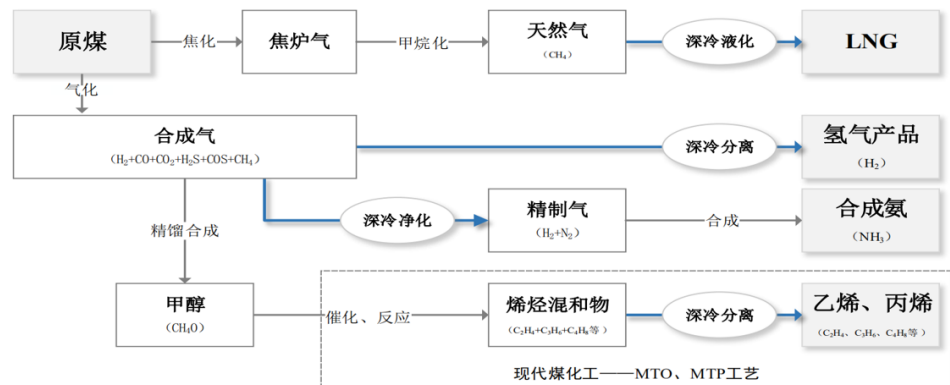 原煤
焦化
焦炉气
甲烷化
天然气
（CH₄）
深冷液化
LNG
气化
合成气
（H₂+CO+CO₂+H₂S+COS+CH₄）
深冷分离
氢气产品
（H₂）
深冷净化
精制气
（H₂+N₂）
合成
合成氨
（NH₃）
精馏合成
甲醇
（CH₄O）
催化、反应
烯烃混和物
（C₂H₄+C₃H₆+C₄H₈等）
深冷分离
乙烯、丙烯
（C₂H₄、C₃H₆、C₄H₈等）
现代煤化工——MTO、MTP工艺